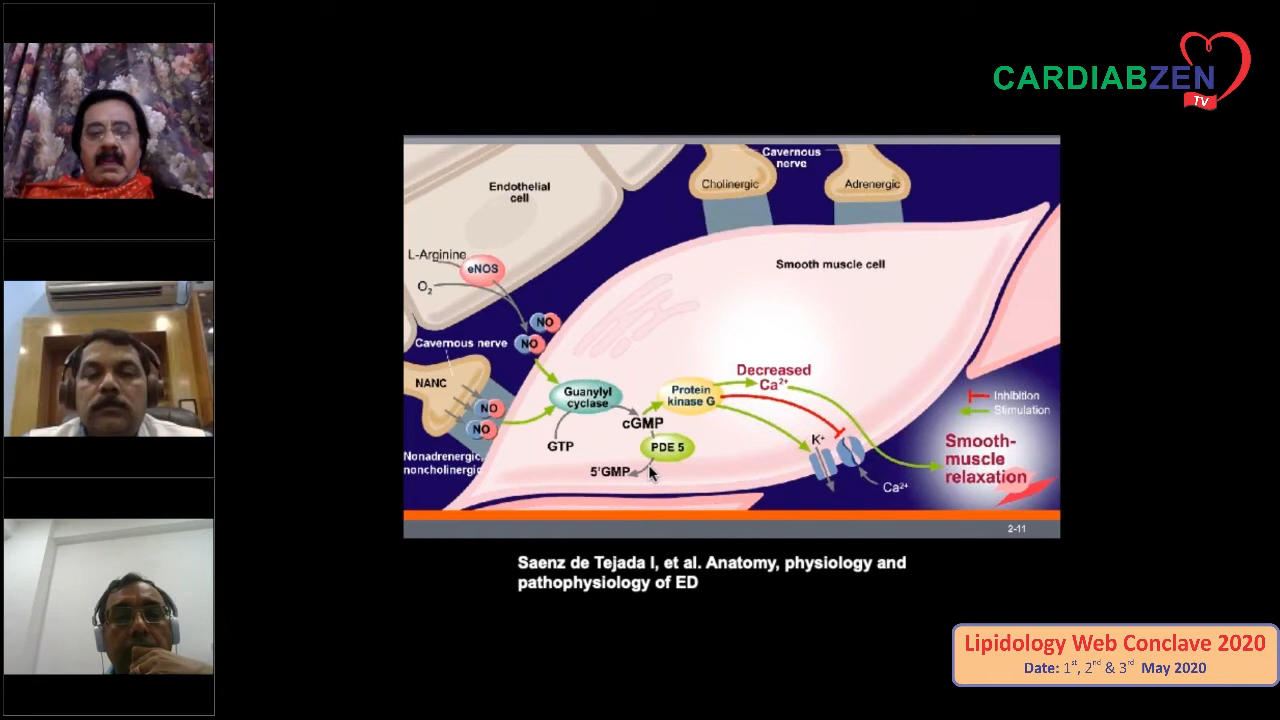 CARDIABZEN
TV
Cavernous
nerve
Cholinergic
Adrenergic
Endothelial
cell
L-Arginine
eNOS
O2
Smooth muscle cell
NO
NO
Cavernous nerve
NANC
NO
NO
Nonadrenergic,
noncholinergic
Guanylyl
cyclase
GTP
cGMP
PDE 5
5'GMP
Protein
kinase G
Decreased
Ca2+
K+
Ca2+
Inhibition
Stimulation
Smooth-
muscle
relaxation
2-11
Saenz de Tejada I, et al. Anatomy, physiology and
pathophysiology of ED
Lipidology Web Conclave 2020
Date: 1st, 2nd & 3rd May 2020